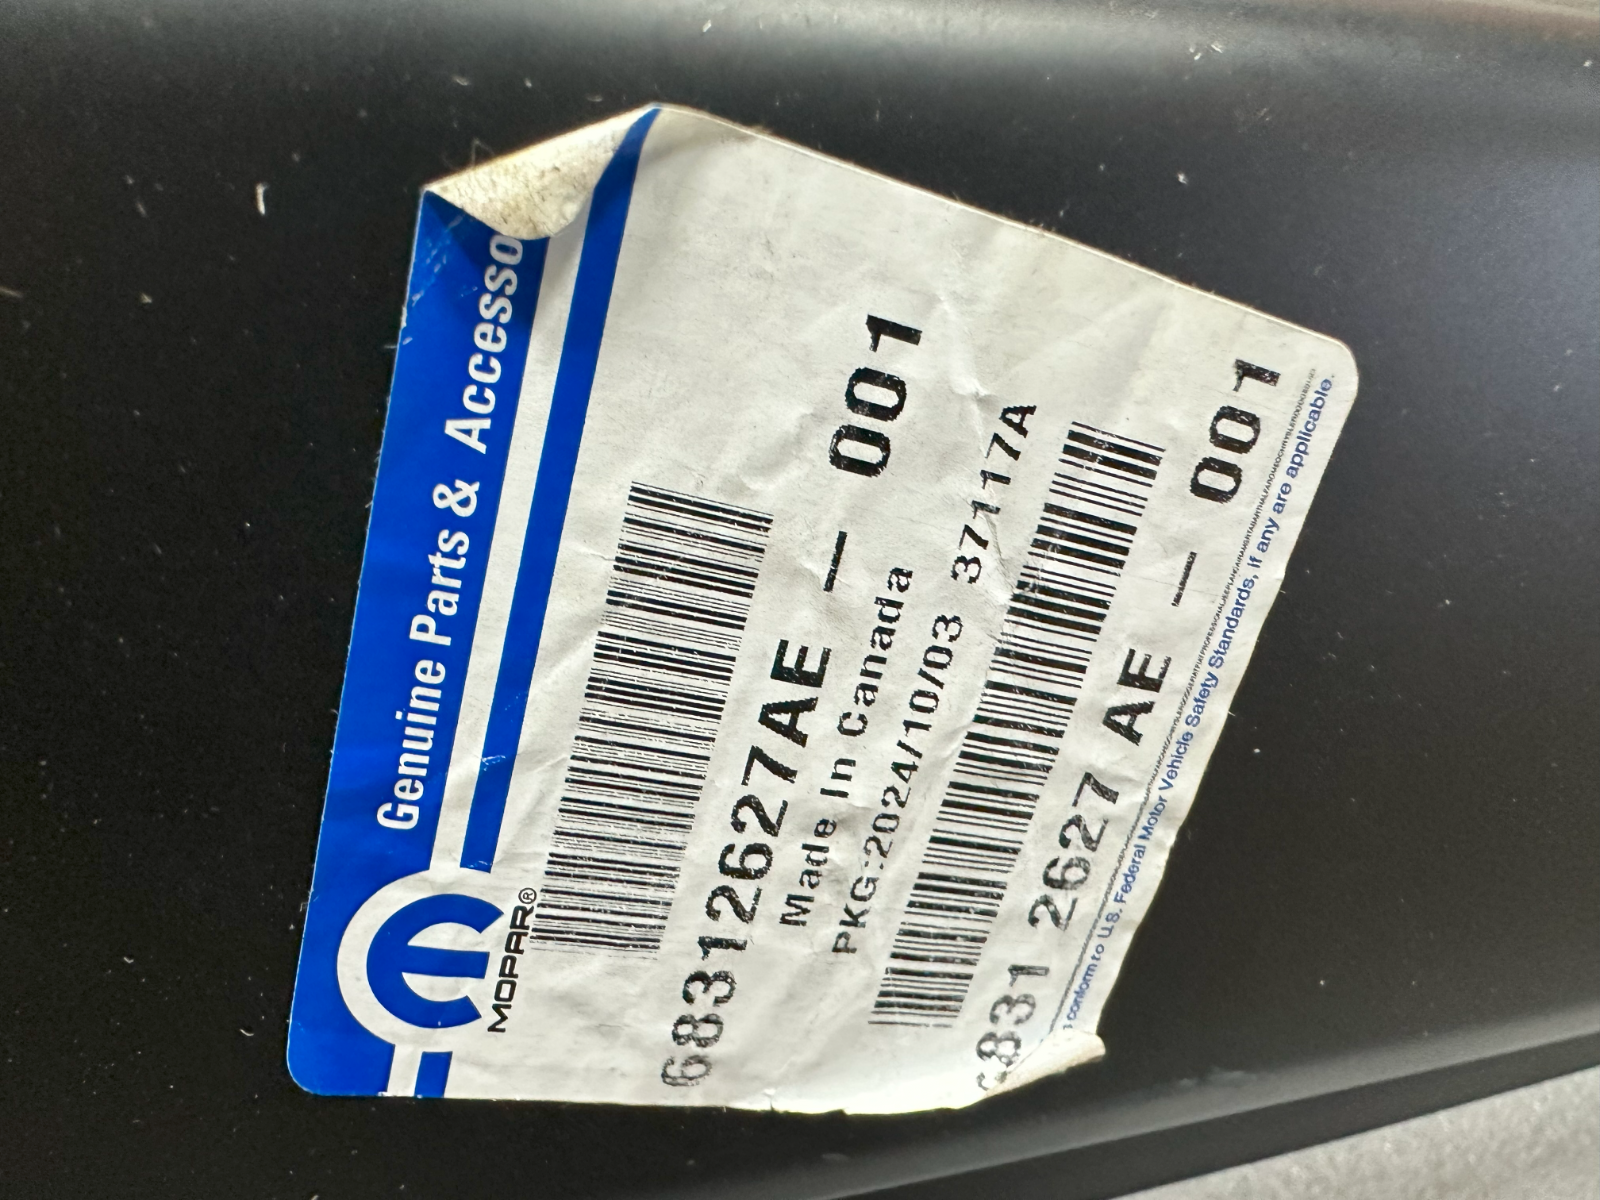 Genuine Parts & Accesso
MOPAR®
68312627AE — 001
Made In Canada
PKG:2024/10/03 37117A
6831 2627 AE — 001
conform to U.S. Federal Motor Vehicle Safety Standards, if any are applicable.